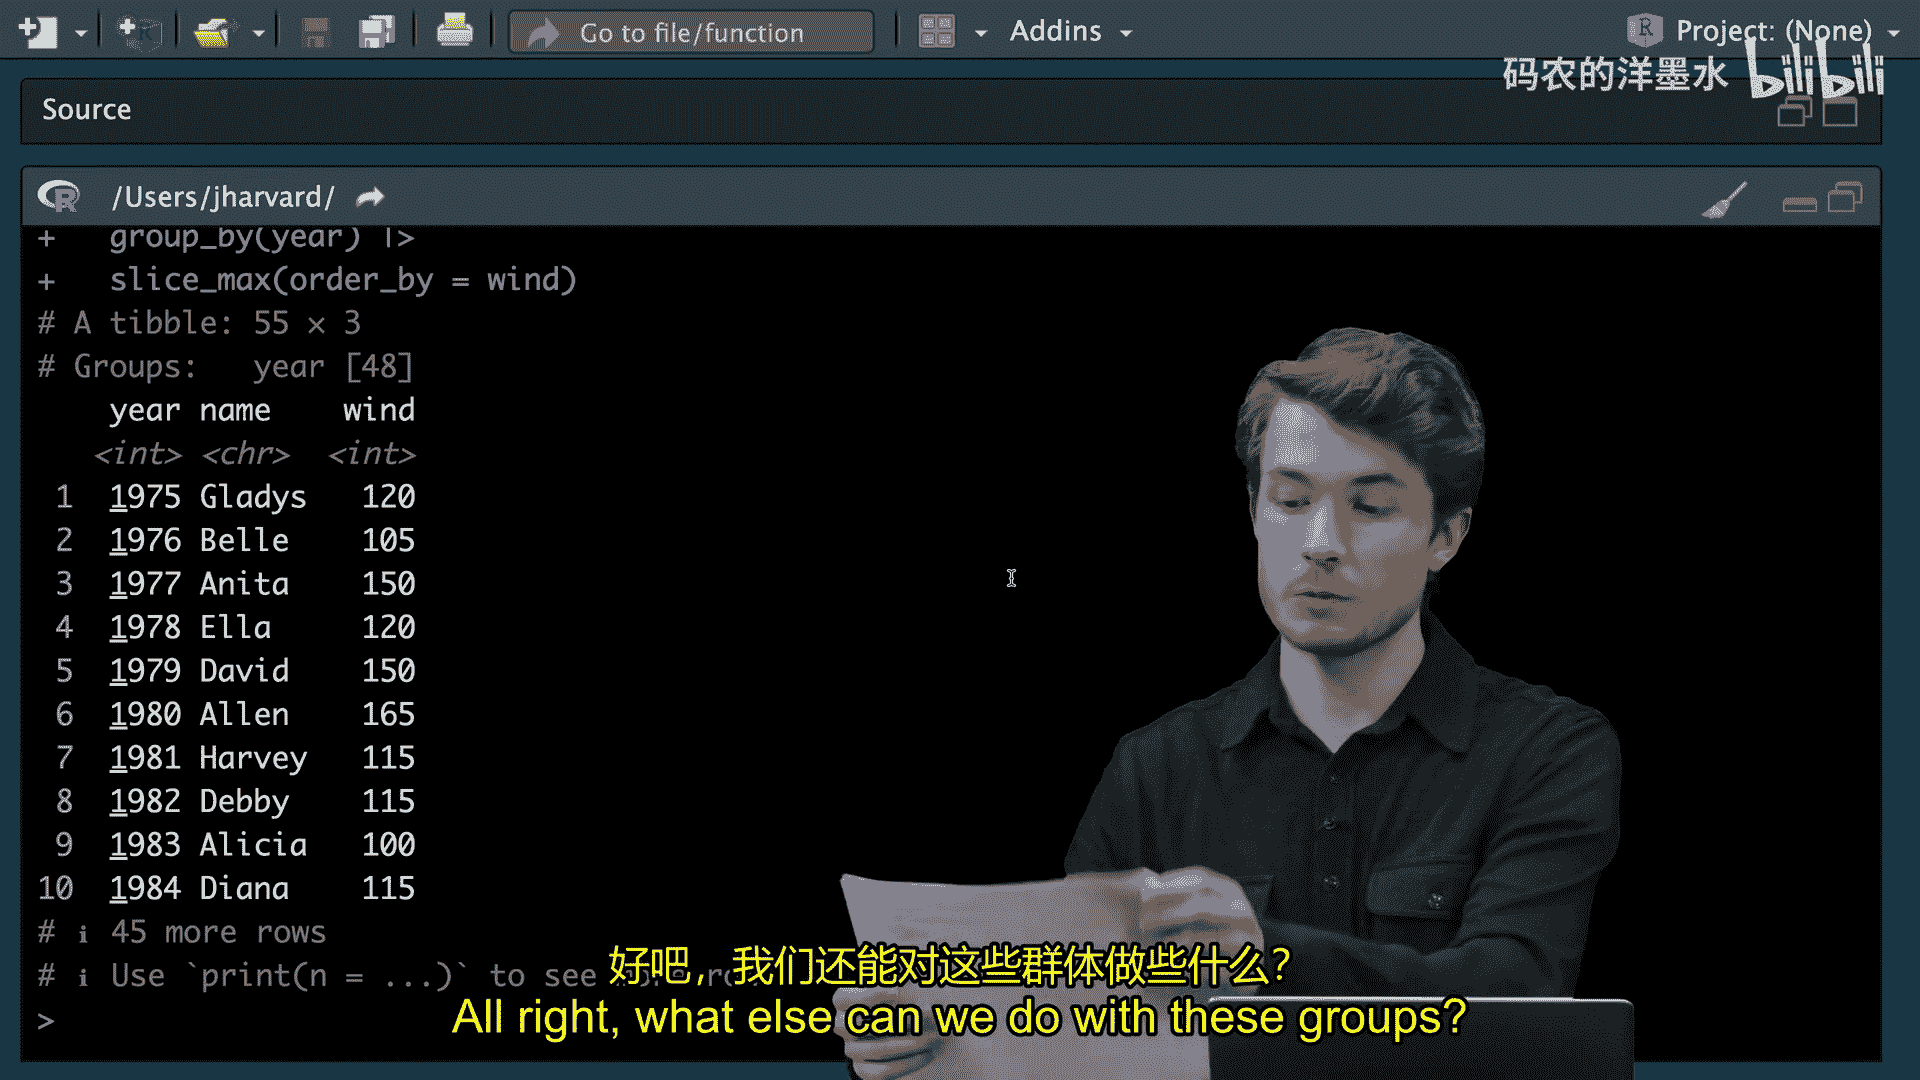 Go to file/function
Addins
Project: (None)
码农的洋墨水 bilibili
Source
R /Users/jharvard/
+   group_by(year) |>
+   slice_max(order_by = wind)
# A tibble: 55 × 3
# Groups:   year [48]
year name    wind
<int> <chr>  <int>
1  1975 Gladys   120
2  1976 Belle    105
3  1977 Anita    150
4  1978 Ella     120
5  1979 David    150
6  1980 Allen    165
7  1981 Harvey   115
8  1982 Debby    115
9  1983 Alicia   100
10  1984 Diana    115
# ℹ 45 more rows
# ℹ Use `print(n = ...)` to see
好吧，我们还能对这些群体做些什么？
>
All right, what else can we do with these groups?